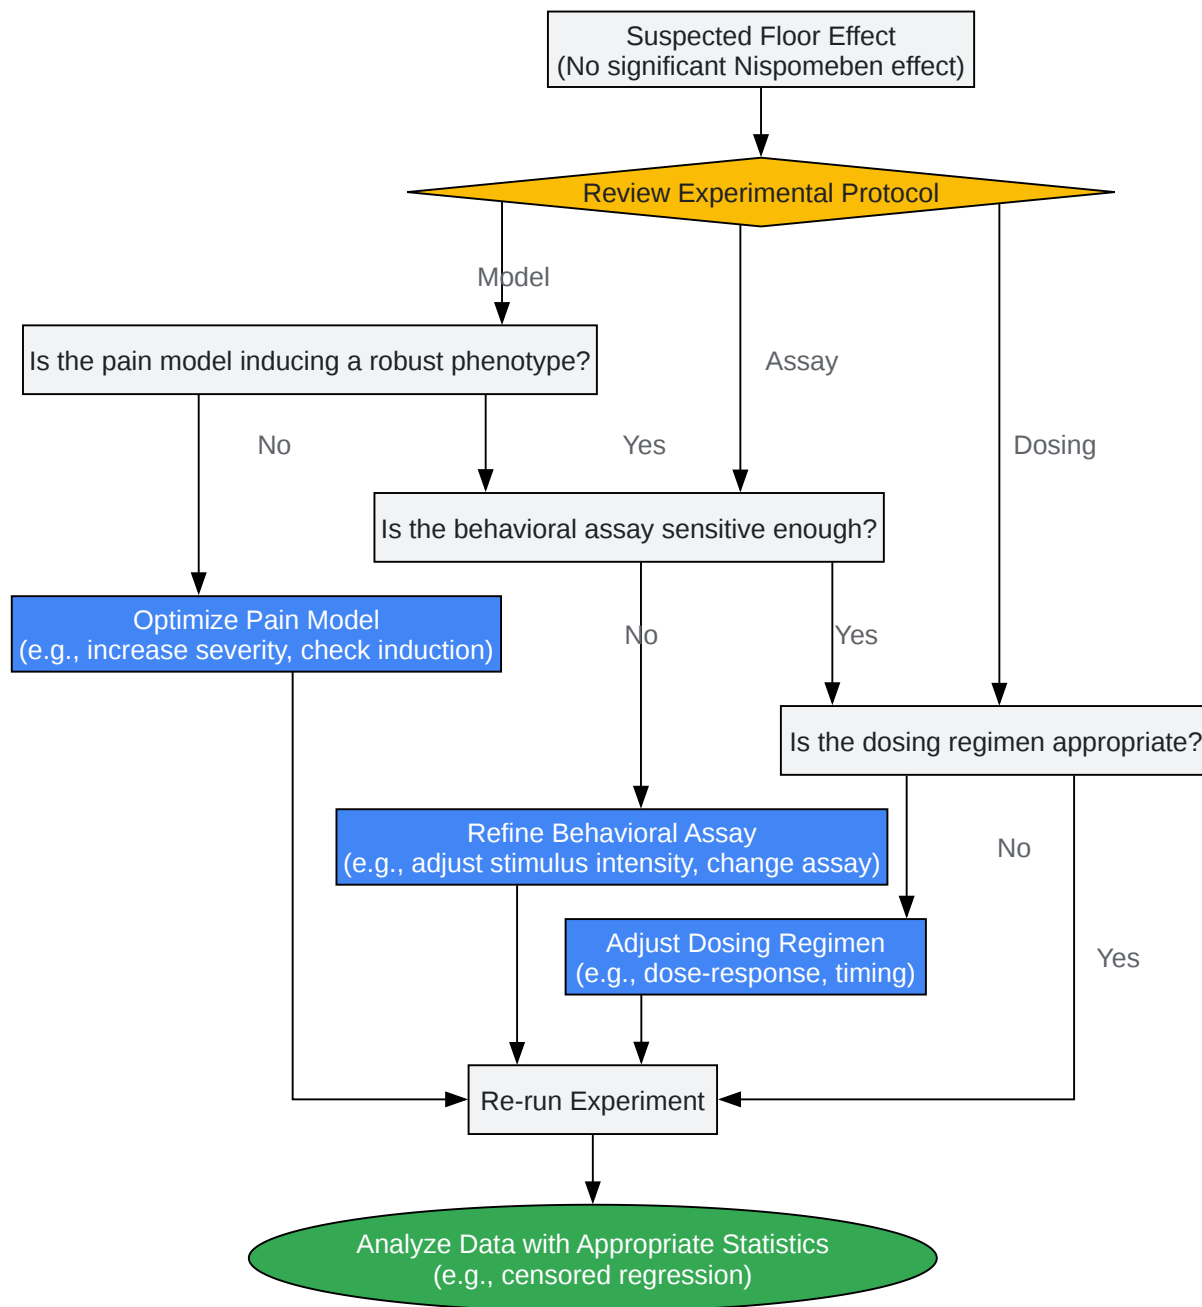 Suspected Floor Effect
(No significant Nispomeben effect)
Review Experimental Protocol
Model
Is the pain model inducing a robust phenotype?
Assay
No
Yes
Dosing
Is the behavioral assay sensitive enough?
Optimize Pain Model
(e.g., increase severity, check induction)
No
Yes
Is the dosing regimen appropriate?
Refine Behavioral Assay
(e.g., adjust stimulus intensity, change assay)
No
Adjust Dosing Regimen
(e.g., dose-response, timing)
Yes
Re-run Experiment
Analyze Data with Appropriate Statistics
(e.g., censored regression)